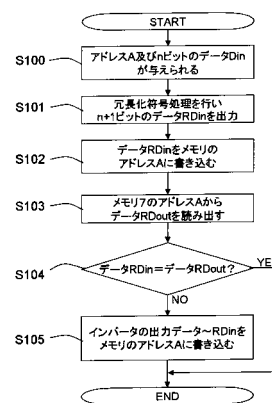 START
S100
アドレスA及びnビットのデータDin
が与えられる
S101
冗長化符号処理を行い
n+1ビットのデータRDinを出力
S102
データRDinをメモリの
アドレスAに書き込む
S103
メモリ7のアドレスAから
データRDoutを読み出す
S104
データRDin=データRDout?
YE
NO
S105
インバータの出力データ~RDinを
メモリのアドレスAに書き込む
END